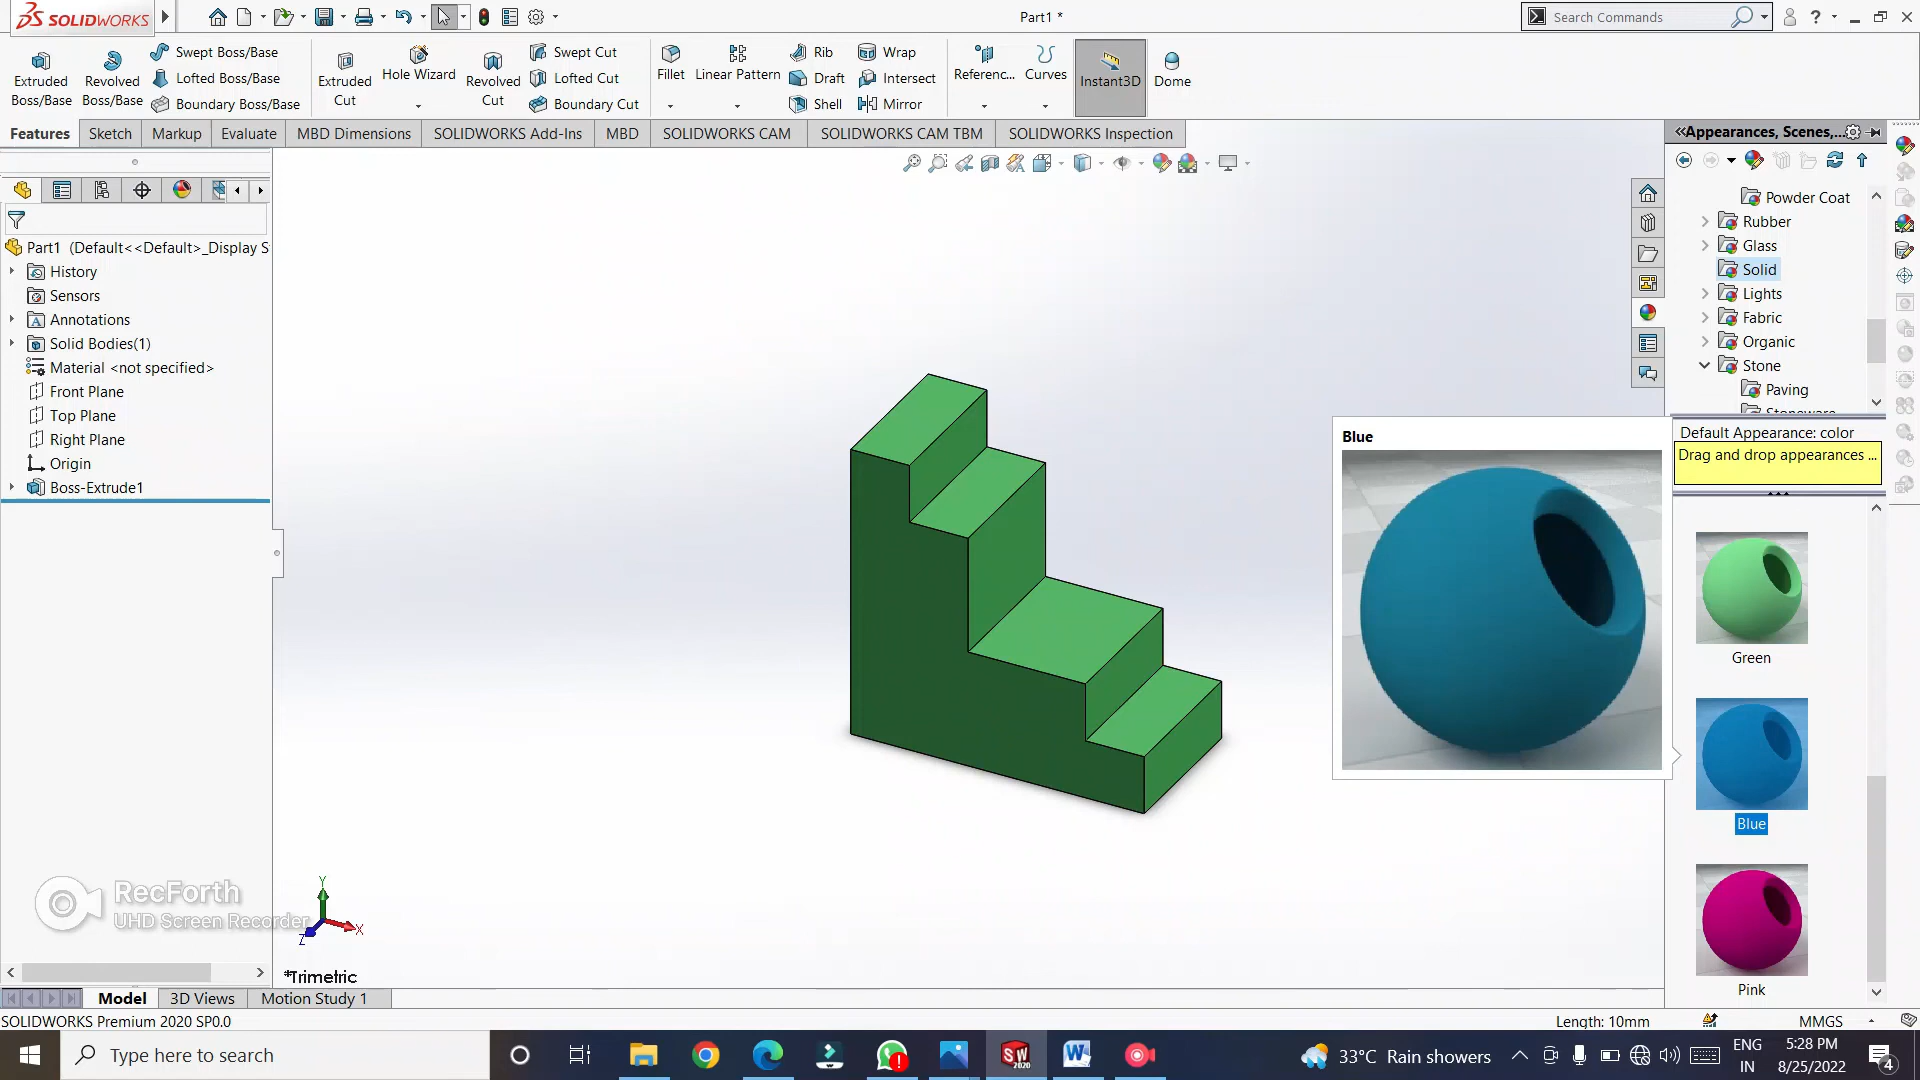 SOLIDWORKS
Part1 *
Search Commands
Extruded Boss/Base
Revolved Boss/Base
Swept Boss/Base
Lofted Boss/Base
Boundary Boss/Base
Extruded Cut
Hole Wizard
Revolved Cut
Swept Cut
Lofted Cut
Boundary Cut
Fillet
Linear Pattern
Rib
Draft
Shell
Wrap
Intersect
Mirror
Referenc...
Curves
Instant3D
Dome
Features
Sketch
Markup
Evaluate
MBD Dimensions
SOLIDWORKS Add-Ins
MBD
SOLIDWORKS CAM
SOLIDWORKS CAM TBM
SOLIDWORKS Inspection
Part1 (Default<<Default>_Display S
History
Sensors
Annotations
Solid Bodies(1)
Material <not specified>
Front Plane
Top Plane
Right Plane
Origin
Boss-Extrude1
RecForth
UHD Screen Recorder
Y
X
Z
*Trimetric
Appearances, Scenes,...
Powder Coat
Rubber
Glass
Solid
Lights
Fabric
Organic
Stone
Paving
Stoneware
Default Appearance: color
Drag and drop appearances ...
Blue
Green
Blue
Pink
Model
3D Views
Motion Study 1
SOLIDWORKS Premium 2020 SP0.0
Length: 10mm
MMGS
Type here to search
SW
2020
W
33°C Rain showers
ENG
IN
5:28 PM
8/25/2022
4